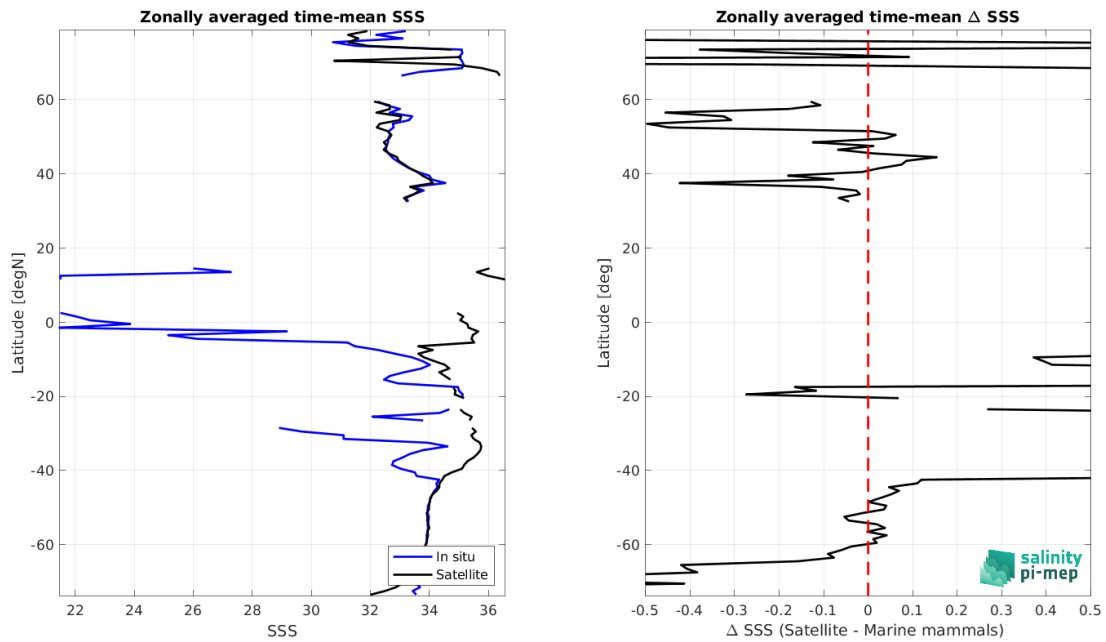 Zonally averaged time-mean SSS
60
40
20
0
-20
-40
-60
Latitude [degN]
22 24 26 28 30 32 34 36
SSS
In situ
Satellite
Zonally averaged time-mean Δ SSS
60
40
20
0
-20
-40
-60
Latitude [deg]
-0.5 -0.4 -0.3 -0.2 -0.1 0 0.1 0.2 0.3 0.4 0.5
Δ SSS (Satellite - Marine mammals)
salinity
pi-mep